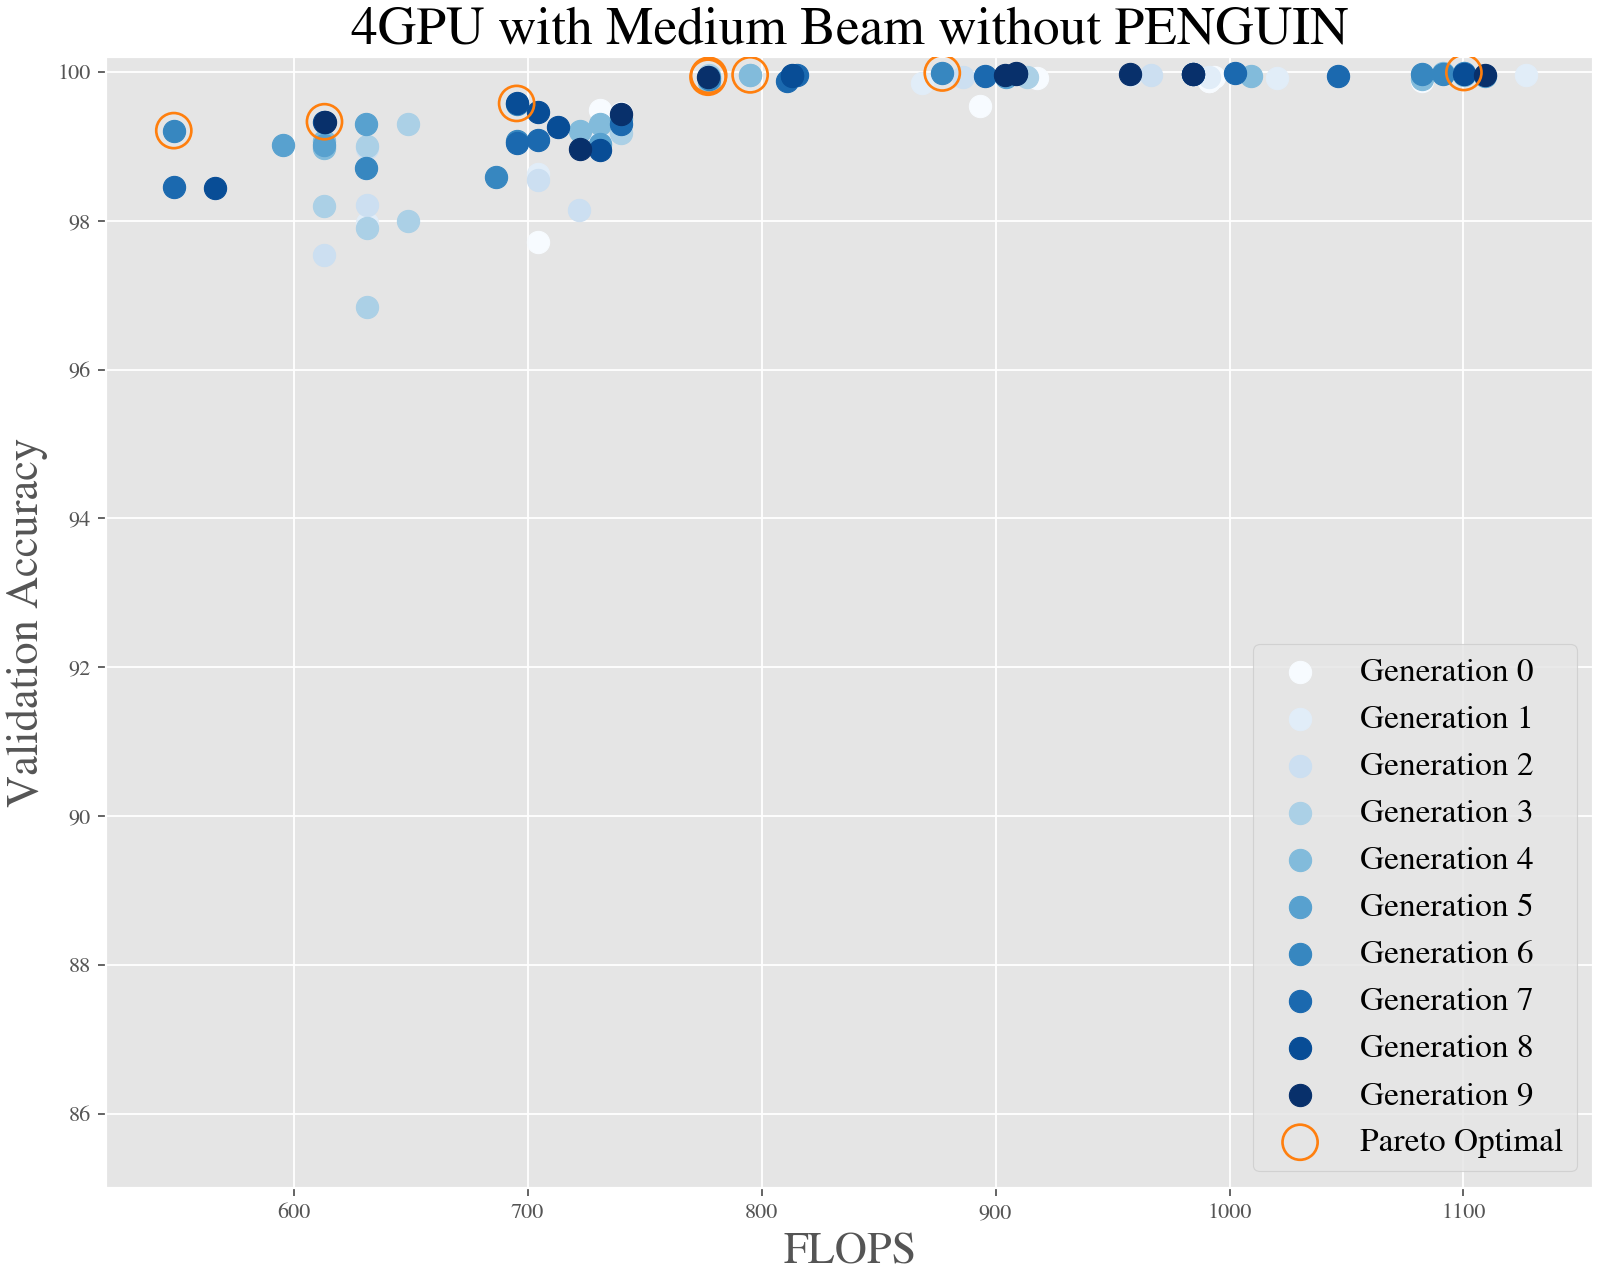 4GPU with Medium Beam without PENGUIN
Validation Accuracy
100
98
96
94
92
90
88
86
600
700
800
900
1000
1100
FLOPS
Generation 0
Generation 1
Generation 2
Generation 3
Generation 4
Generation 5
Generation 6
Generation 7
Generation 8
Generation 9
Pareto Optimal